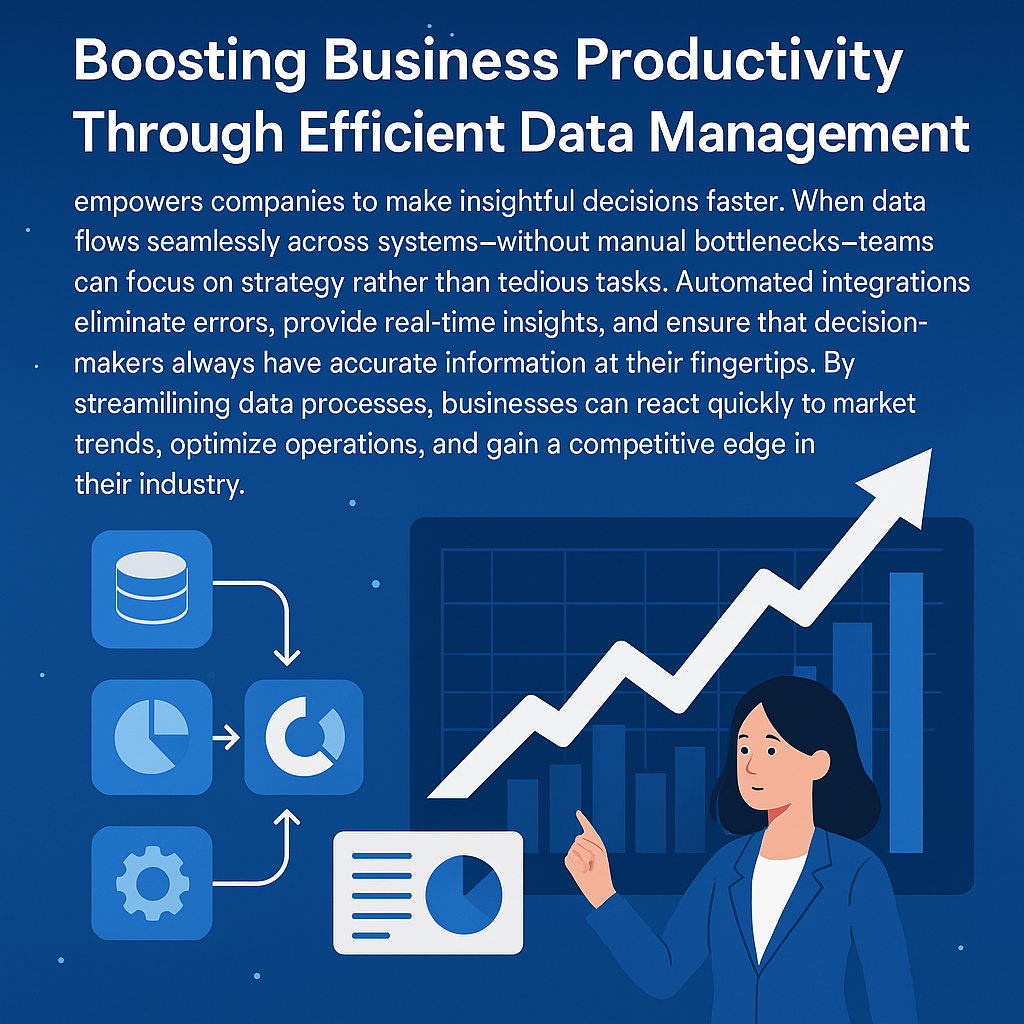 Boosting Business Productivity
Through Efficient Data Management
empowers companies to make insightful decisions faster. When data
flows seamlessly across systems—without manual bottlenecks—teams
can focus on strategy rather than tedious tasks. Automated integrations
eliminate errors, provide real-time insights, and ensure that decision-
makers always have accurate information at their fingertips. By
streamilining data processes, businesses can react quickly to market
trends, optimize operations, and gain a competitive edge in
their industry.